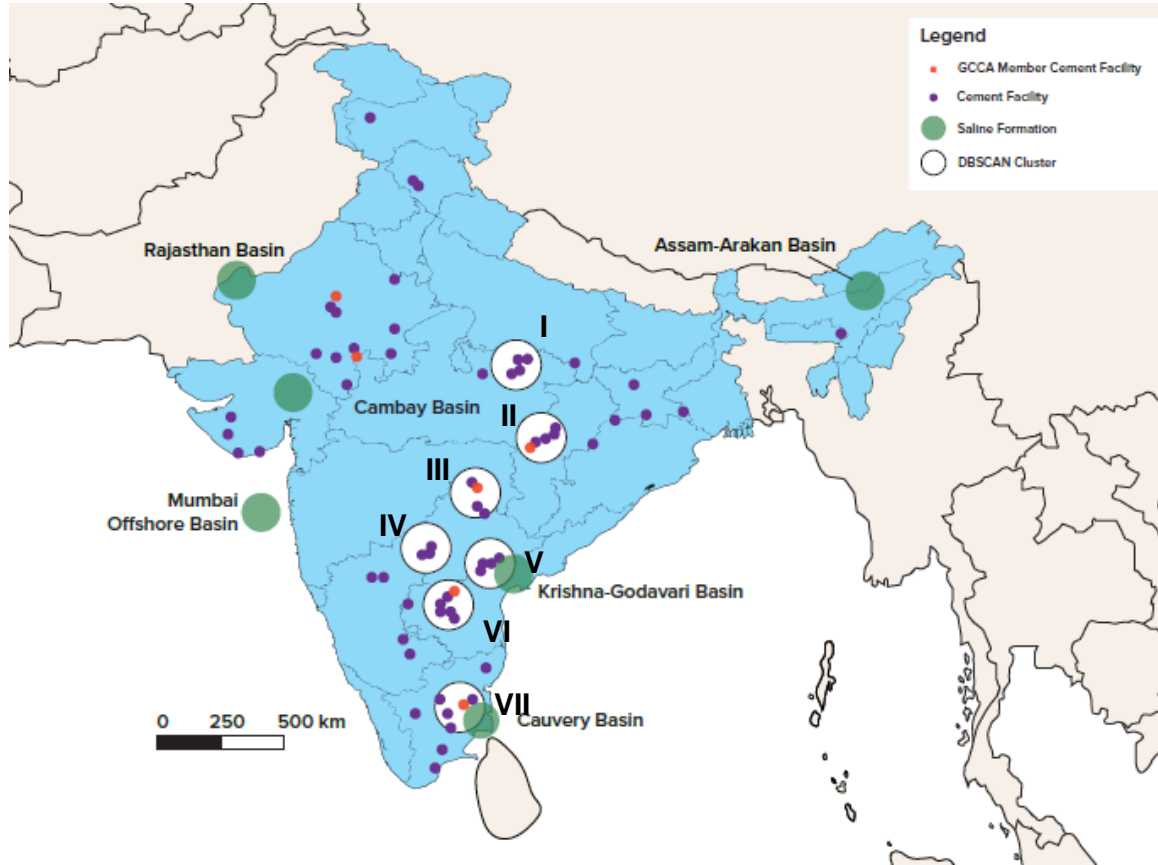 Legend
GCCA Member Cement Facility
Cement Facility
Saline Formation
DBSCAN Cluster
Rajasthan Basin
Assam-Arakan Basin
I
Cambay Basin
II
III
Mumbai
Offshore Basin
IV
V
Krishna-Godavari Basin
VI
VII
Cauvery Basin
0 250 500 km